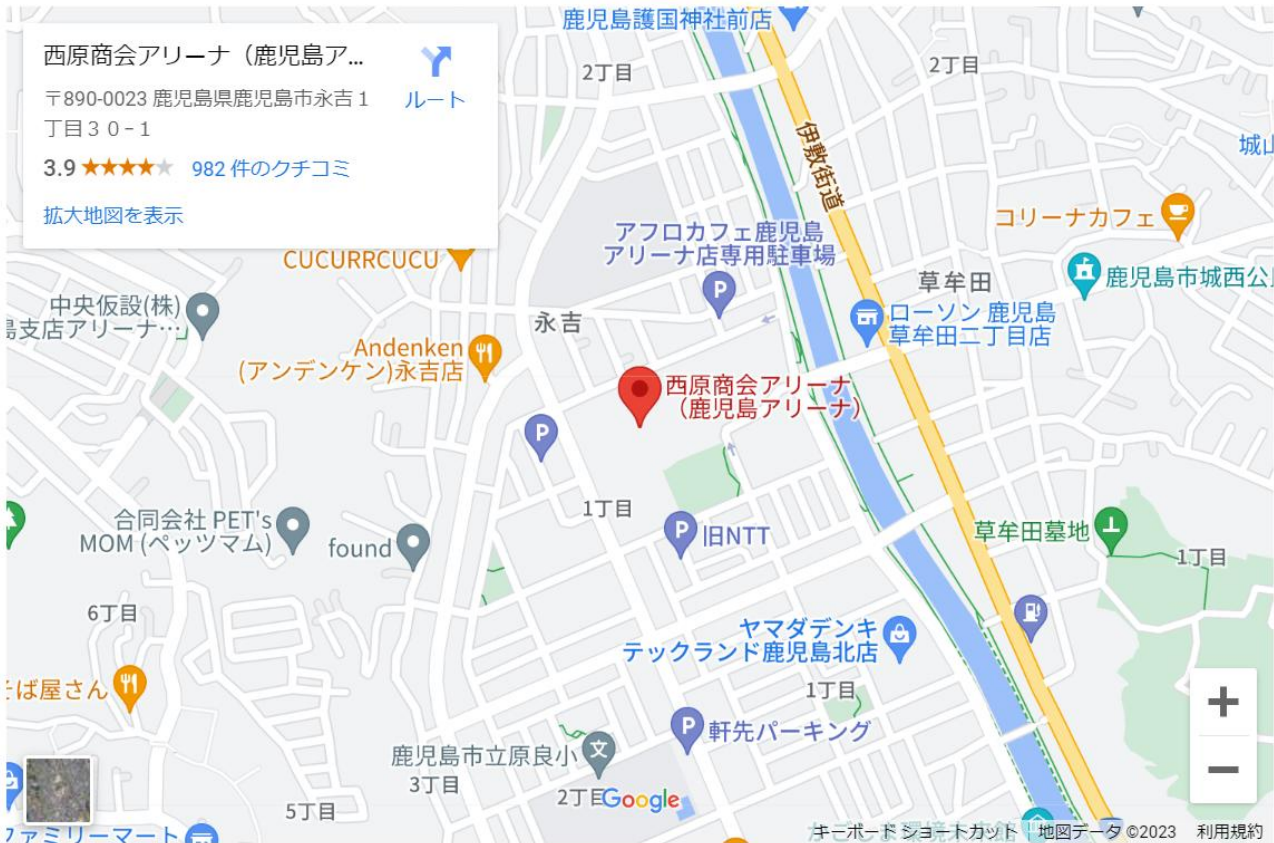 鹿児島護国神社前店
西原商会アリーナ（鹿児島ア...
〒890-0023 鹿児島県鹿児島市永吉１
丁目３０−１
ルート
3.9
982 件のクチコミ
拡大地図を表示
2丁目
2丁目
伊敷街道
城山
コリーナカフェ
アフロカフェ鹿児島
アリーナ店専用駐車場
P
CUCURRCUCU
草牟田
鹿児島市城西公
中央仮設(株)
島支店アリーナ…
永吉
ローソン 鹿児島
草牟田二丁目店
Andenken
(アンデンケン)永吉店
西原商会アリーナ
（鹿児島アリーナ）
P
1丁目
合同会社 PET's
MOM (ペッツマム)
found
P
旧NTT
草牟田墓地
1丁目
6丁目
ヤマダデンキ
テックランド鹿児島北店
1丁目
そば屋さん
P
軒先パーキング
鹿児島市立原良小
文
3丁目
2丁目
Google
5丁目
ファミリーマート
キーボード ショートカット
地図データ ©2023
利用規約